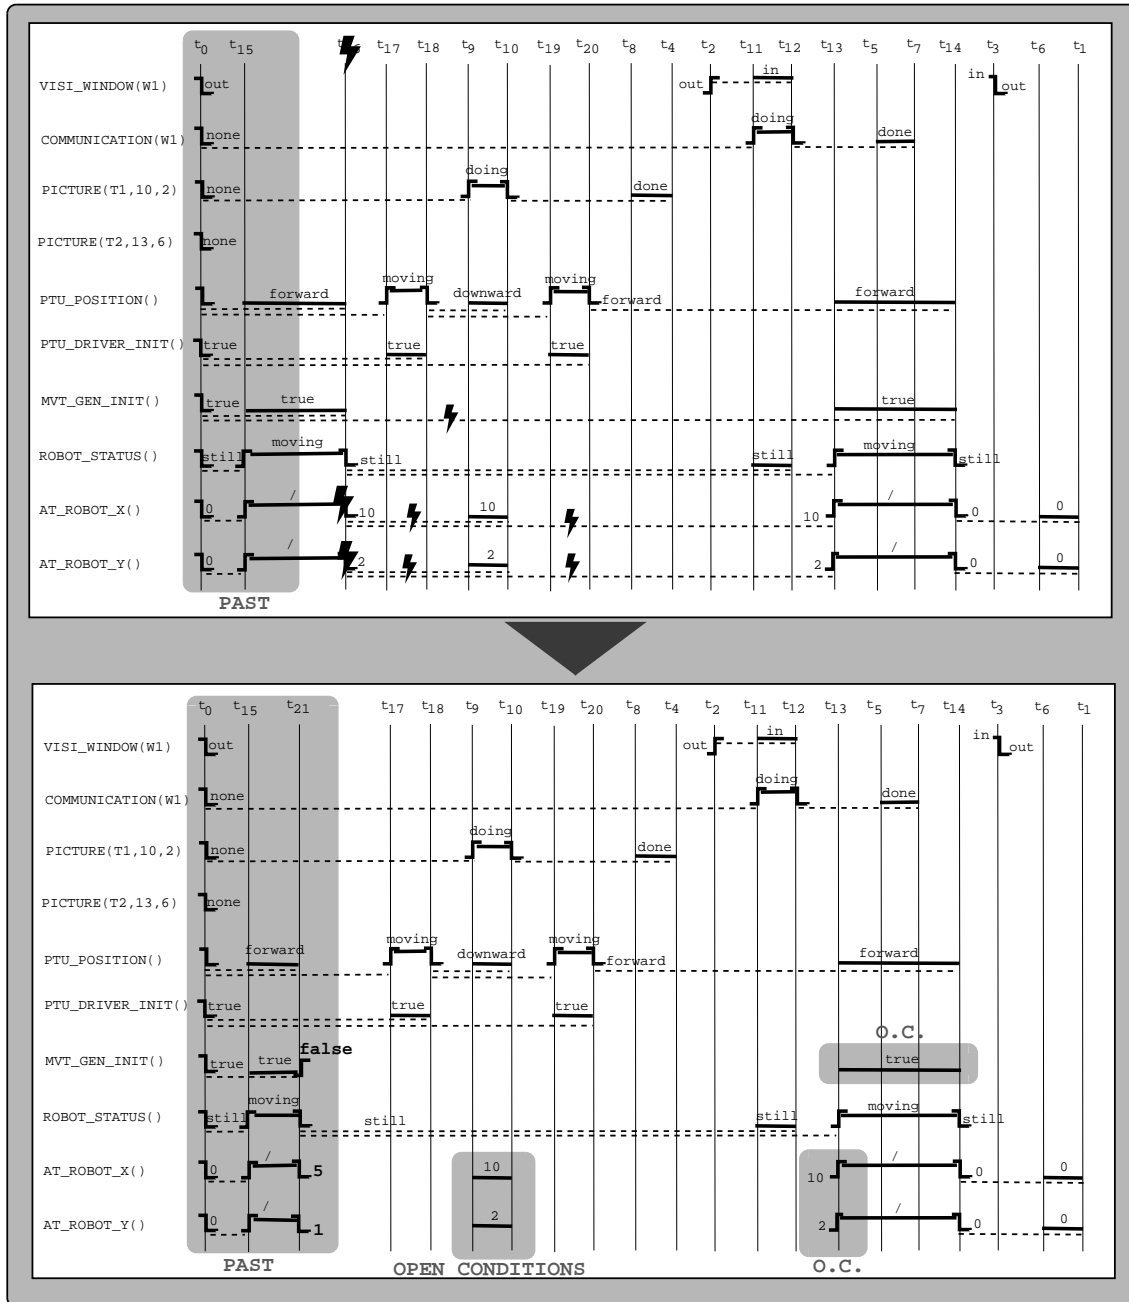 t0 t15 t17 t18 t9 t10 t19 t20 t8 t4 t2 t11 t12 t13 t5 t7 t14 t3 t6 t1
VISI_WINDOW(W1) out out in in out
COMMUNICATION(W1) none doing done
PICTURE(T1,10,2) none doing done
PICTURE(T2,13,6) none
PTU_POSITION() forward moving downward moving forward forward
PTU_DRIVER_INIT() true true true
MVT_GEN_INIT() true true true
ROBOT_STATUS() still moving still still moving still
AT_ROBOT_X() 0 / 10 10 10 / 0 0
AT_ROBOT_Y() 0 / 2 2 2 / 0 0
PAST
t0 t15 t21 t17 t18 t9 t10 t19 t20 t8 t4 t2 t11 t12 t13 t5 t7 t14 t3 t6 t1
VISI_WINDOW(W1) out out in in out
COMMUNICATION(W1) none doing done
PICTURE(T1,10,2) none doing done
PICTURE(T2,13,6) none
PTU_POSITION() forward moving downward moving forward forward
PTU_DRIVER_INIT() true true true
O.C.
MVT_GEN_INIT() true true false true
ROBOT_STATUS() still moving still still moving still
AT_ROBOT_X() 0 / 5 10 10 / 0 0
AT_ROBOT_Y() 0 / 1 2 2 / 0 0
PAST OPEN CONDITIONS O.C.